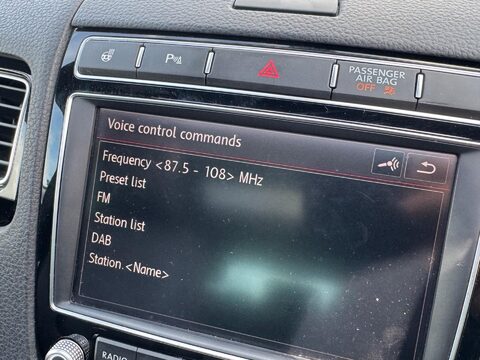 P
PASSENGER
AIR BAG
OFF
Voice control commands
Frequency <87.5 - 108> MHz
Preset list
FM
Station list
DAB
Station <Name>
RADIO